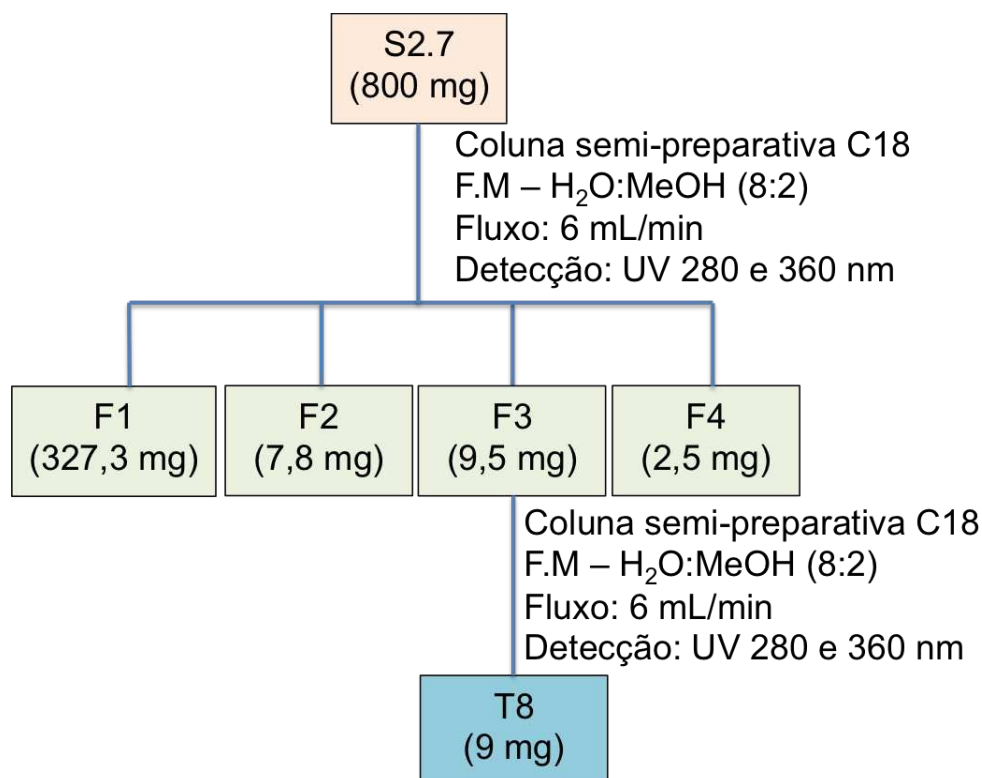 S2.7
(800 mg)
Coluna semi-preparativa C18
F.M – H₂O:MeOH (8:2)
Fluxo: 6 mL/min
Detecção: UV 280 e 360 nm
F1
(327,3 mg)
F2
(7,8 mg)
F3
(9,5 mg)
F4
(2,5 mg)
Coluna semi-preparativa C18
F.M – H₂O:MeOH (8:2)
Fluxo: 6 mL/min
Detecção: UV 280 e 360 nm
T8
(9 mg)